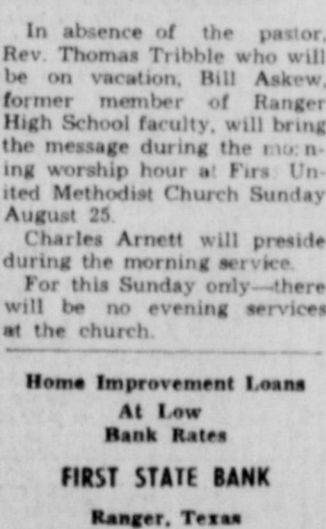 In absence of the pastor,
Rev. Thomas Tribble who will
be on vacation, Bill Askew,
former member of Ranger
High School faculty, will bring
the message during the morn-
ing worship hour at Firs Un-
ited Methodist Church Sunday
August 25.
Charles Arnett will preside
during the morning service.
For this Sunday only—there
will be no evening services
at the church.
Home Improvement Loans
At Low
Bank Rates
FIRST STATE BANK
Ranger, Texas